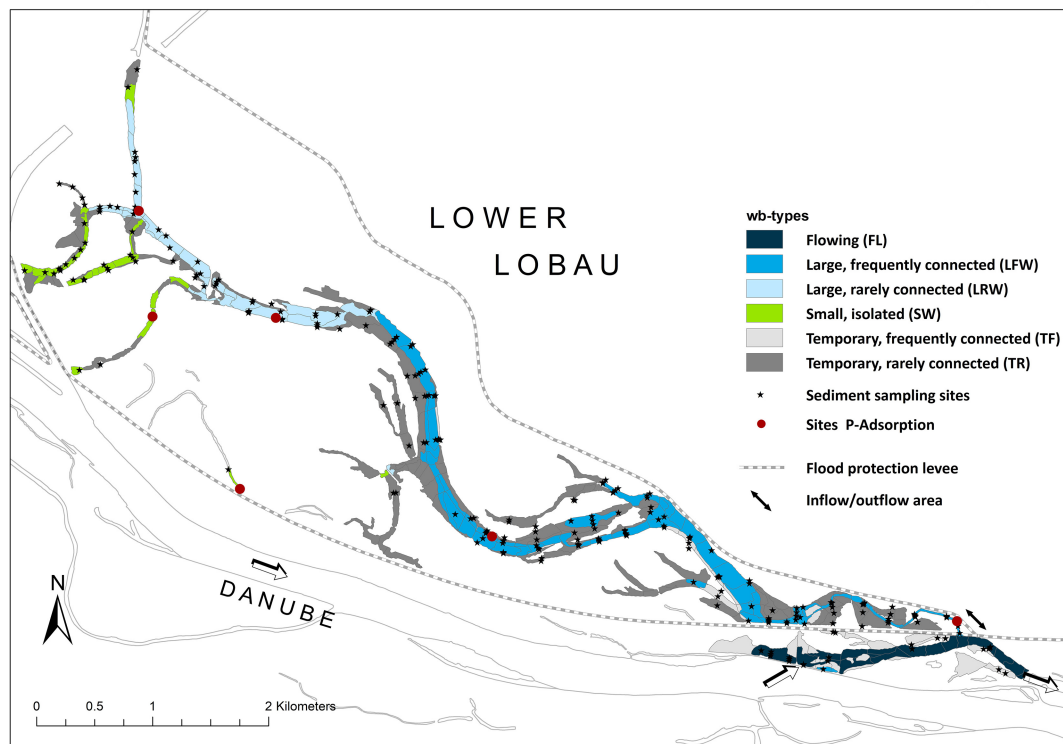 LOWER
LOBAU
wb-types
Flowing (FL)
Large, frequently connected (LFW)
Large, rarely connected (LRW)
Small, isolated (SW)
Temporary, frequently connected (TF)
Temporary, rarely connected (TR)
Sediment sampling sites
Sites P-Adsorption
Flood protection levee
Inflow/outflow area
N
DANUBE
0 0.5 1 2 Kilometers